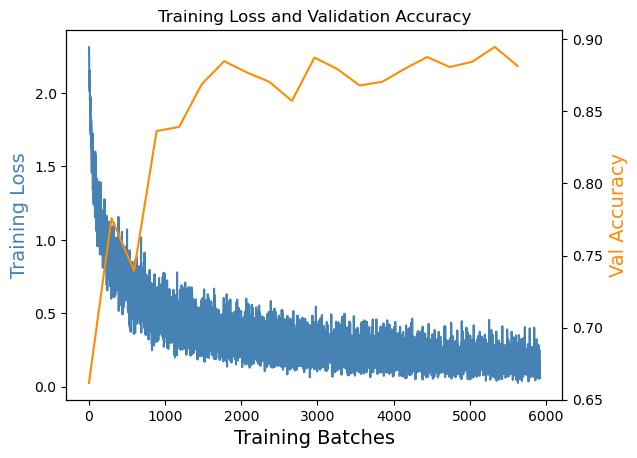 Training Loss and Validation Accuracy
Training Loss
2.0
1.5
1.0
0.5
0.0
0.90
0.85
0.80
0.75
0.70
0.65
Val Accuracy
0 1000 2000 3000 4000 5000 6000
Training Batches